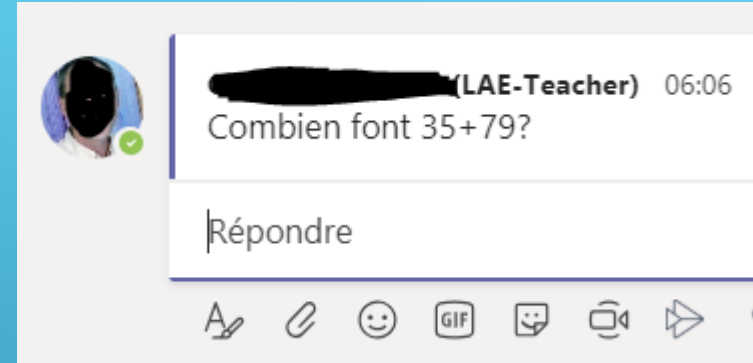 (LAE-Teacher) 06:06
Combien font 35+79?
Répondre
GIF